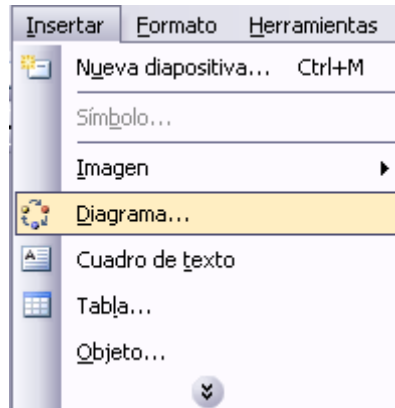 Insertar Formato Herramientas
Nueva diapositiva... Ctrl+M
Símbolo...
Imagen
Diagrama...
Cuadro de texto
Tabla...
Objeto...